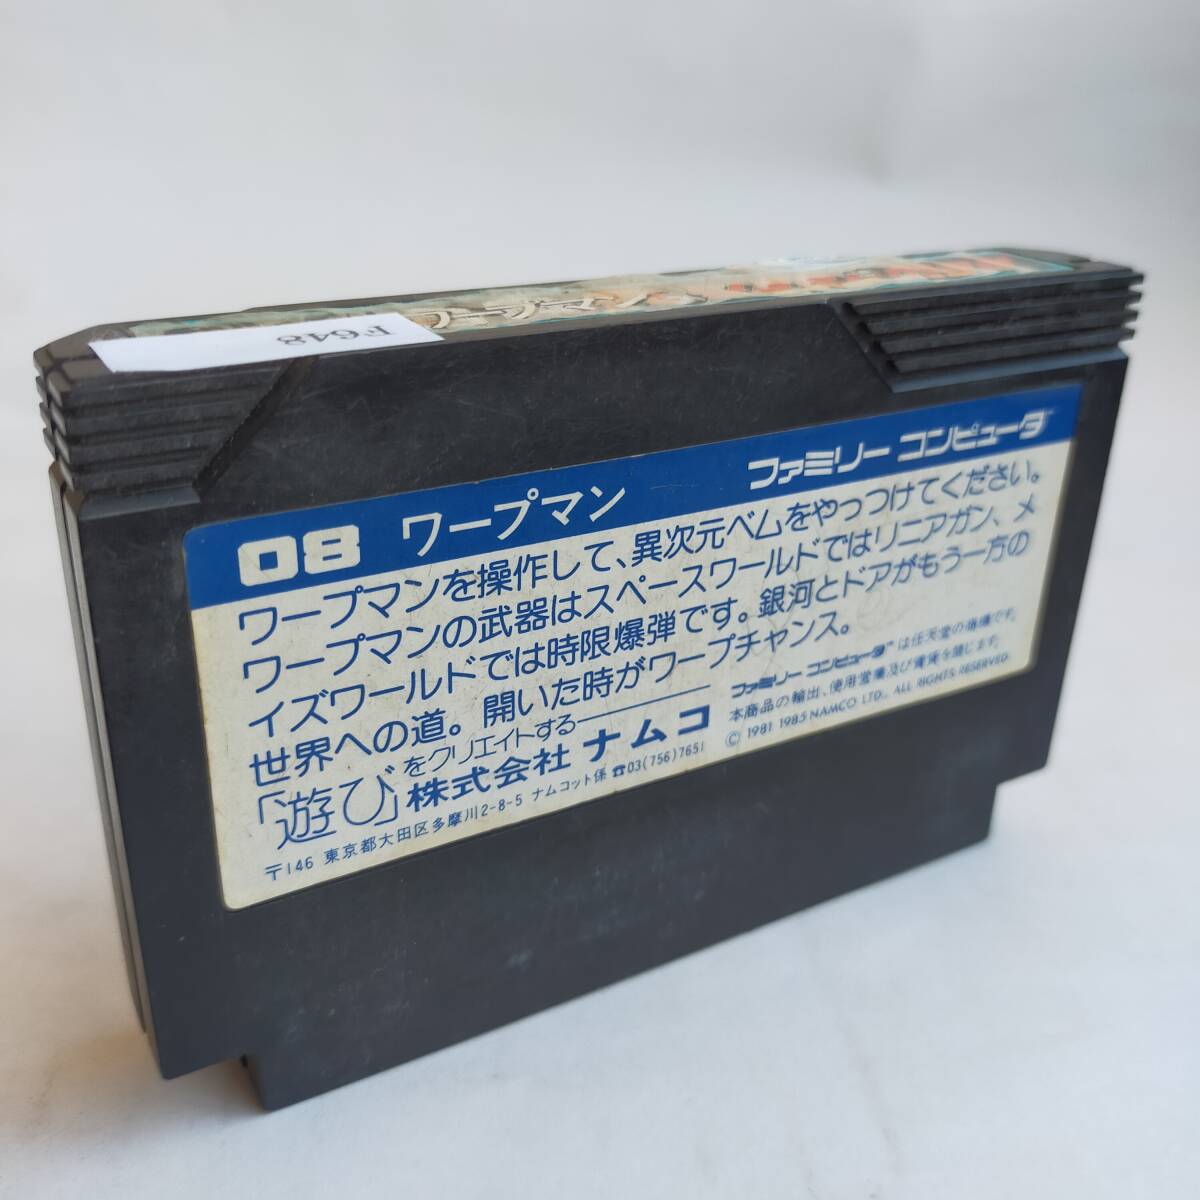 ワープマン
F648
08 ワープマン ファミリー コンピュータ™
ワープマンを操作して、異次元ベムをやっつけてください。
ワープマンの武器はスペースワールドではリニアガン、メ
イズワールドでは時限爆弾です。銀河とドアがもう一方の
世界への道。開いた時がワープチャンス。
「遊び」をクリエイトする
株式会社 ナムコ
〒146 東京都大田区多摩川2-8-5 ナムコット係 ☎03(756)7651
ファミリー コンピュータ™は任天堂の商標です。
本商品の輸出、使用営業及び賃貸を禁じます。
© 1981 1985 NAMCO LTD., ALL RIGHTS RESERVED.